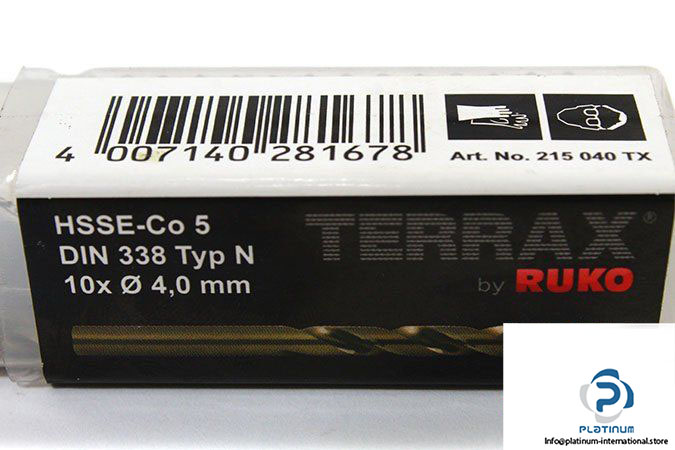 4 007140 281678
Art. No. 215 040 TX
HSSE-Co 5
DIN 338 Typ N
10x Ø 4,0 mm
TERRAX®
by RUKO
PLATINUM
Info@platinum-international.store